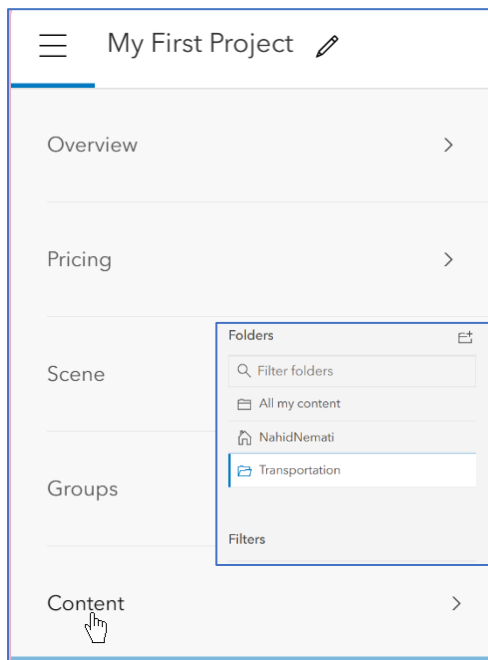 My First Project
Overview
Pricing
Scene
Groups
Content
Folders
Filter folders
All my content
NahidNemati
Transportation
Filters